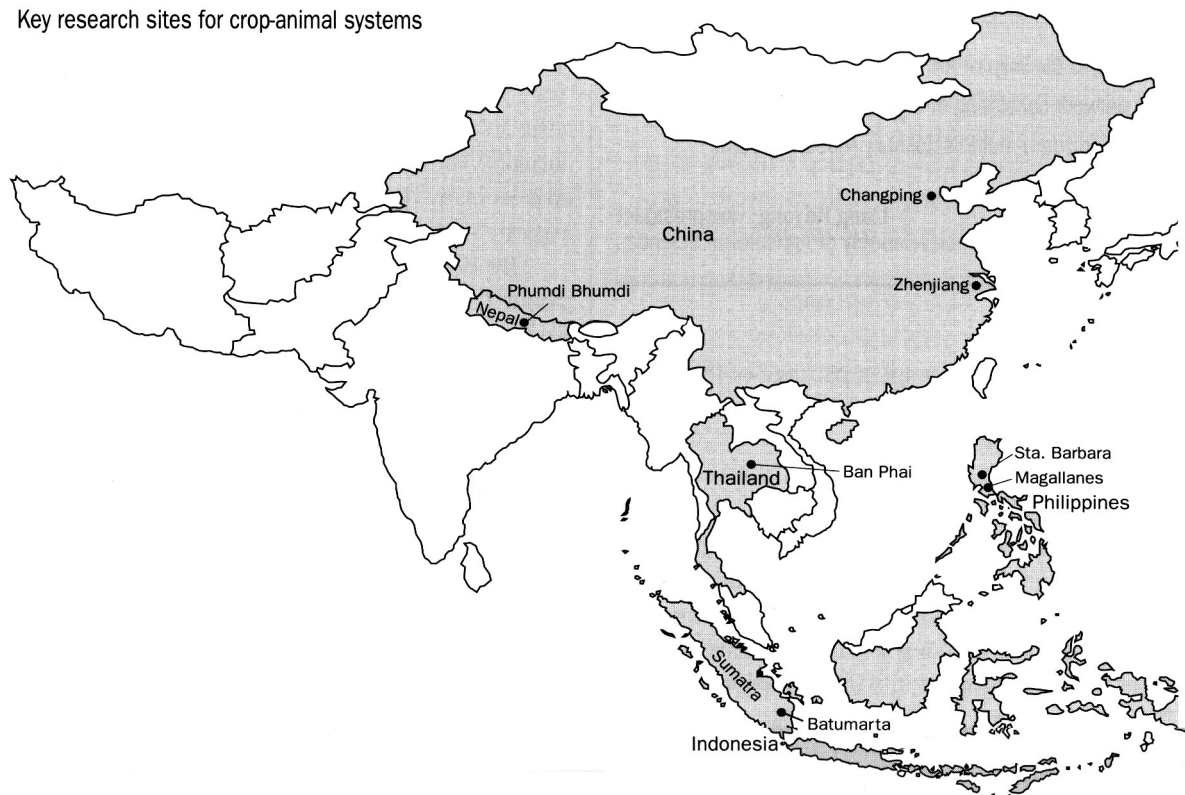 Key research sites for crop-animal systems
Changping
China
Zhenjiang
Phumdi Bhumdi
Nepal
Sta. Barbara
Ban Phai
Magallanes
Thailand
Philippines
Sumatra
Batumarta
Indonesia